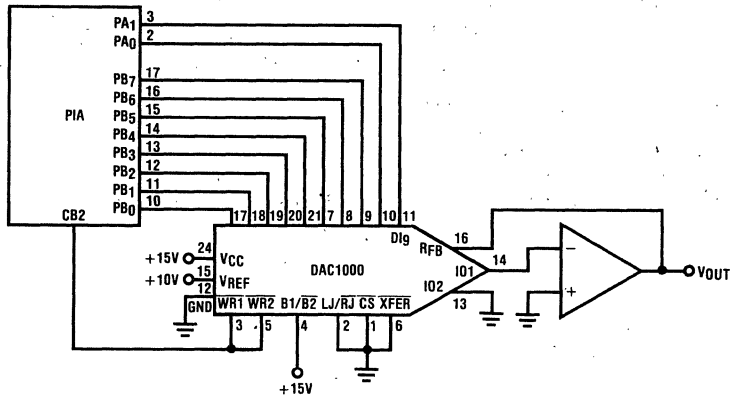 PIA
PA1 3
PA0 2
PB7 17
PB6 16
PB5 15
PB4 14
PB3 13
PB2 12
PB1 11
PB0 10
CB2
17 18 19 20 21 7 8 9 10 11
DI9
+15V 24 VCC
+10V 15 VREF
12 GND
DAC1000
RFB 16
IO1 14
IO2 13
WR1 WR2 B1/B2 LJ/RJ CS XFER
3 5 4 2 1 6
+15V
−
+
VOUT